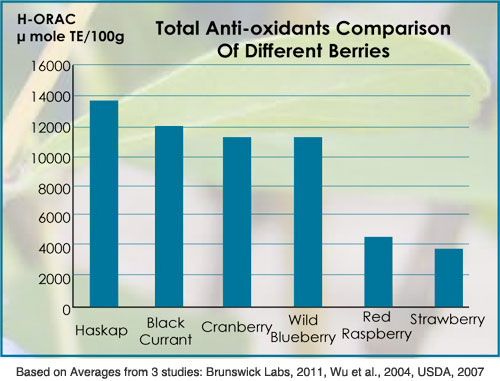 H-ORAC
µ mole TE/100g
Total Anti-oxidants Comparison
Of Different Berries
16000
14000
12000
10000
8000
6000
4000
2000
0
Haskap
Black
Currant
Cranberry
Wild
Blueberry
Red
Raspberry
Strawberry
Based on Averages from 3 studies: Brunswick Labs, 2011, Wu et al., 2004, USDA, 2007